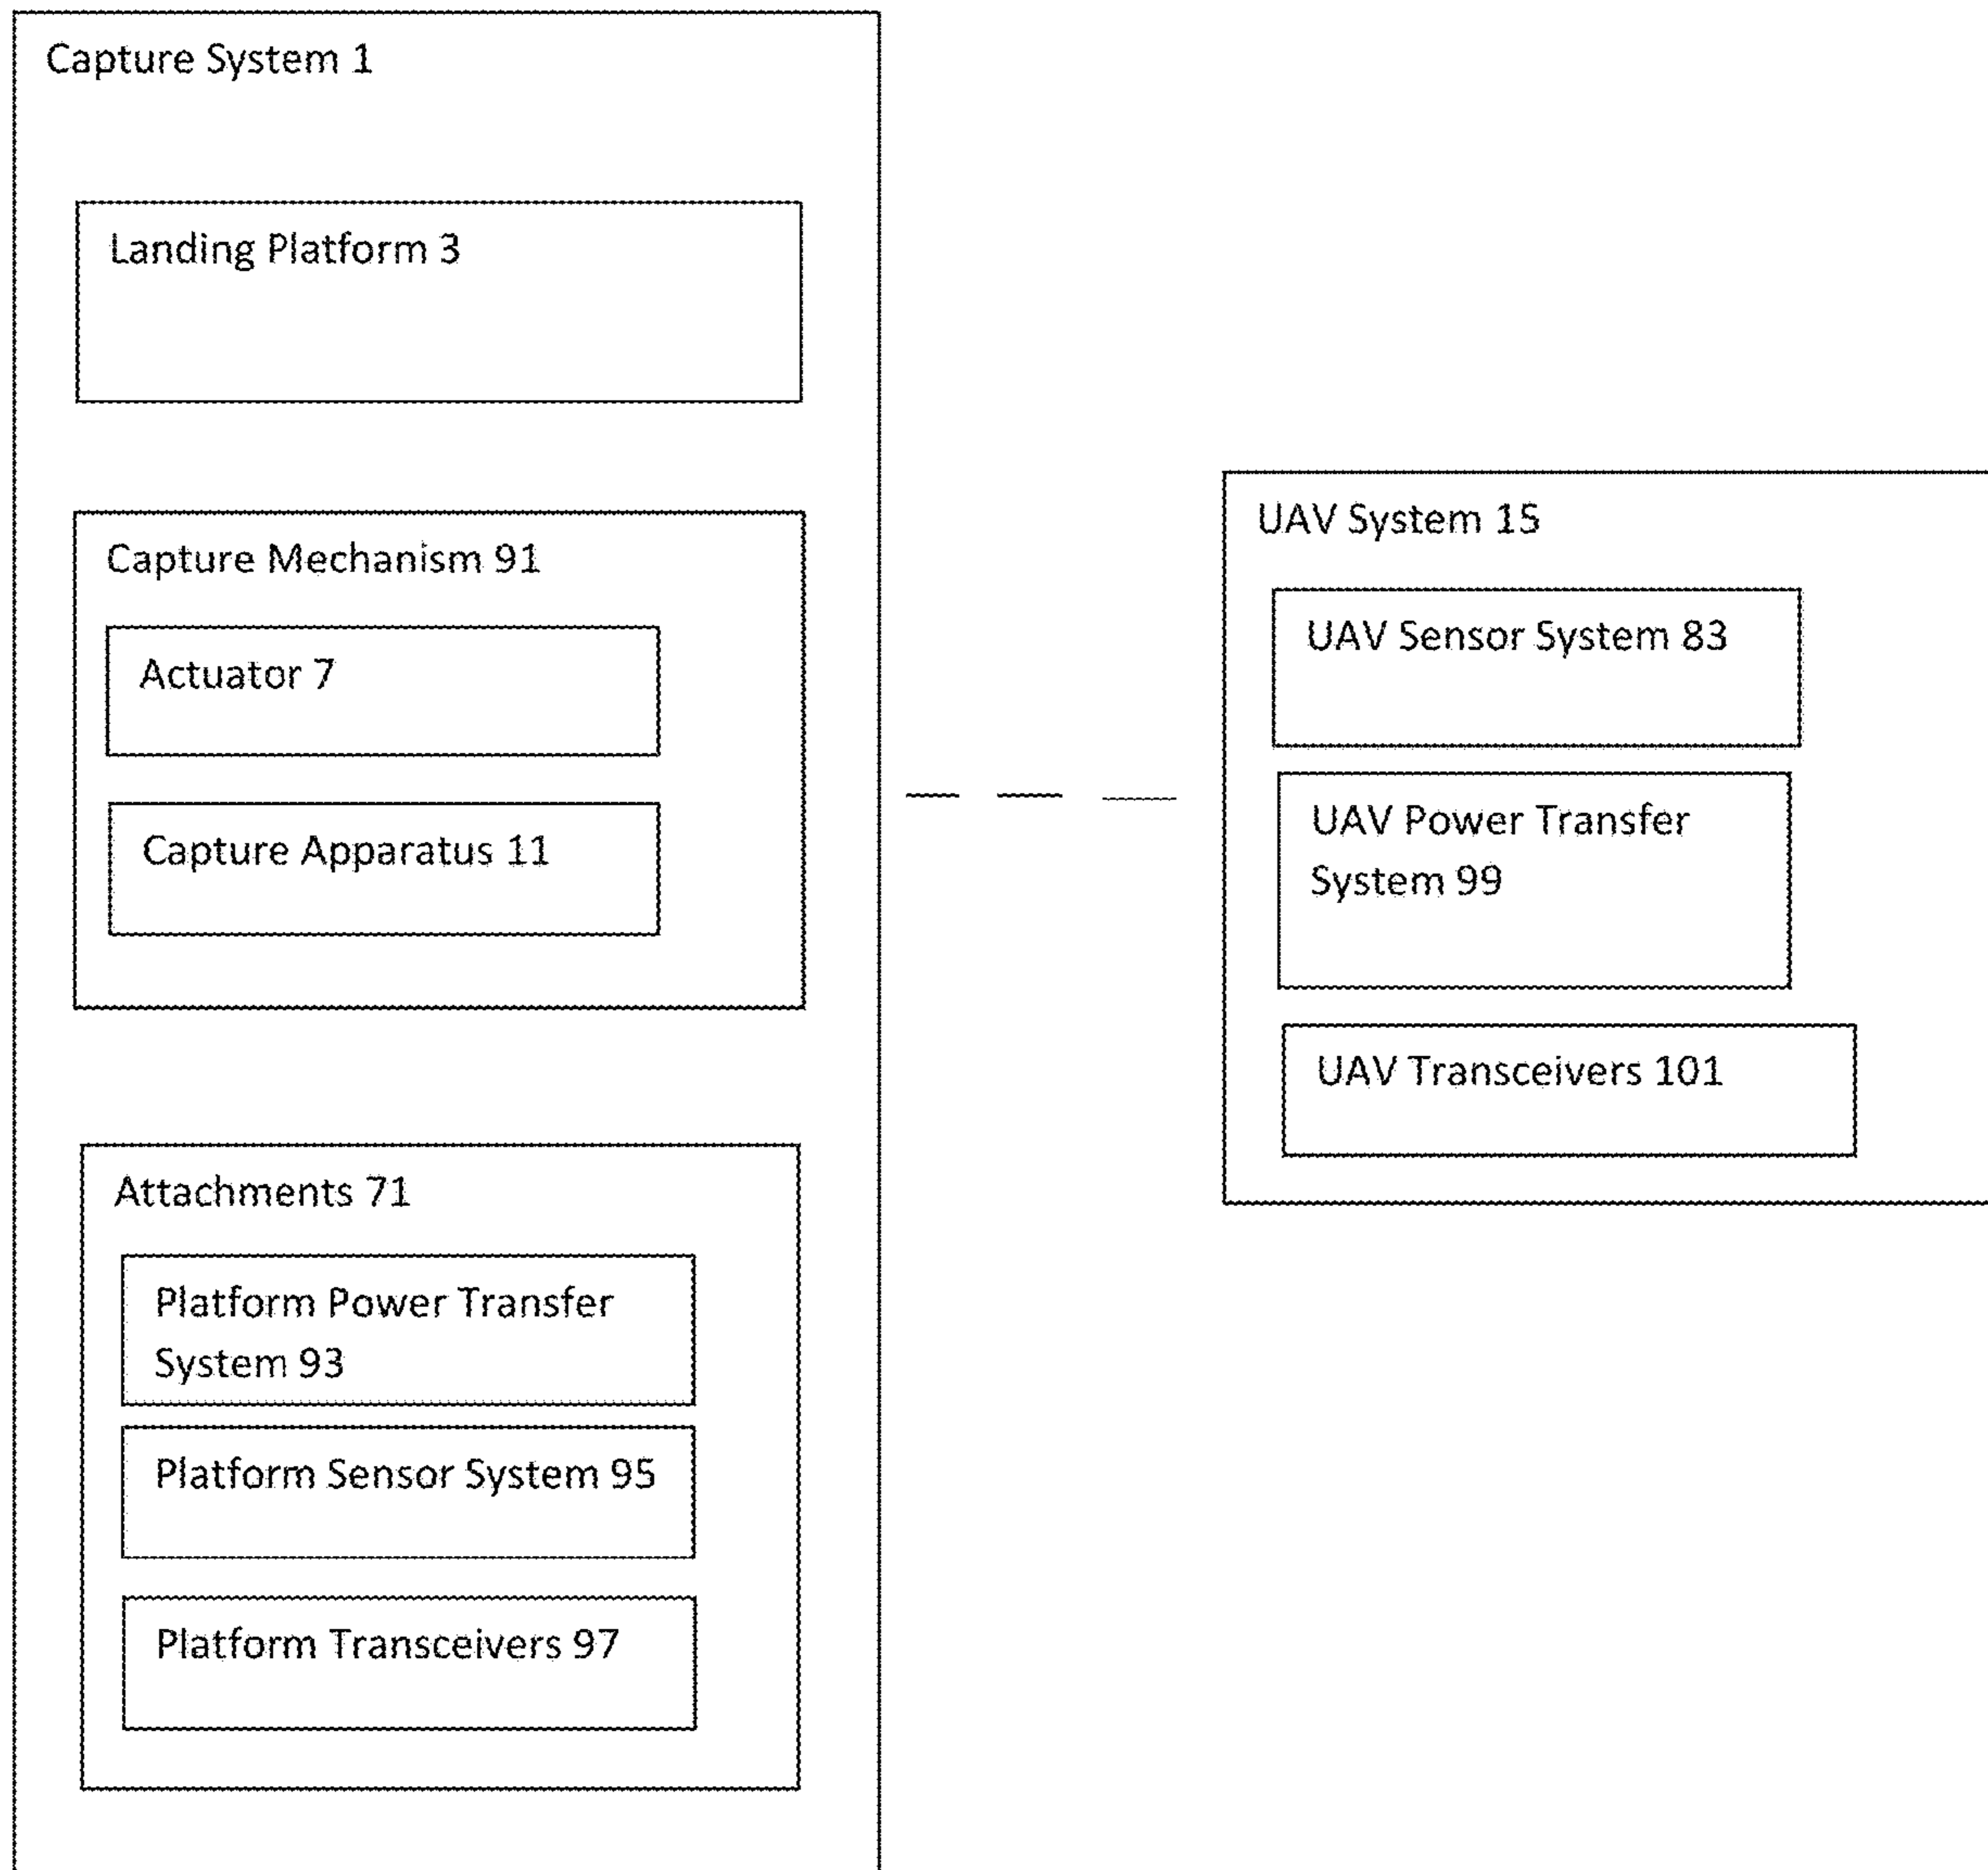 Capture System 1
Landing Platform 3
Capture Mechanism 91
Actuator 7
Capture Apparatus 11
Attachments 71
Platform Power Transfer
System 93
Platform Sensor System 95
Platform Transceivers 97
UAV System 15
UAV Sensor System 83
UAV Power Transfer
System 99
UAV Transceivers 101